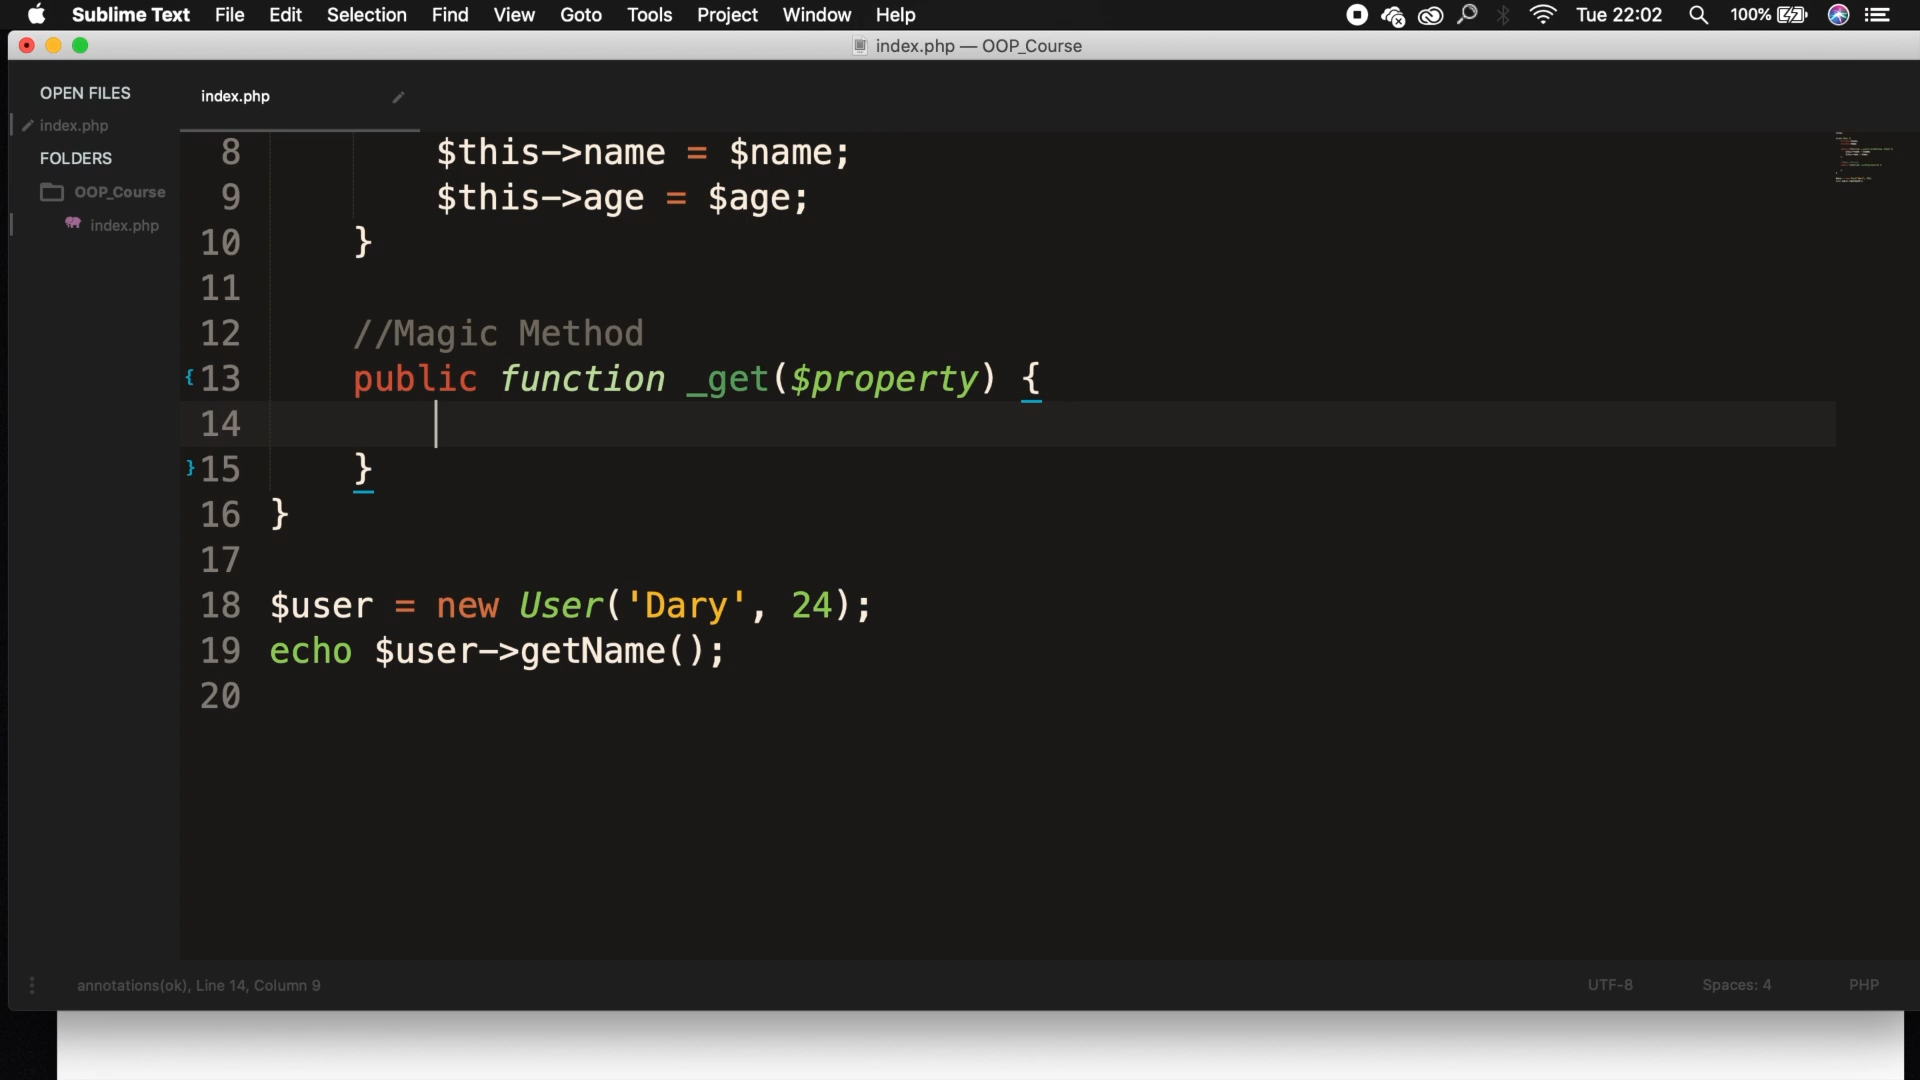 Sublime Text File Edit Selection Find View Goto Tools Project Window Help Tue 22:02 100%
index.php — OOP_Course
OPEN FILES
index.php
FOLDERS
OOP_Course
index.php
index.php
8 $this->name = $name;
9 $this->age = $age;
10 }
11
12 //Magic Method
{ 13 public function _get($property) {
14
} 15 }
16 }
17
18 $user = new User('Dary', 24);
19 echo $user->getName();
20
annotations(ok), Line 14, Column 9 UTF-8 Spaces: 4 PHP